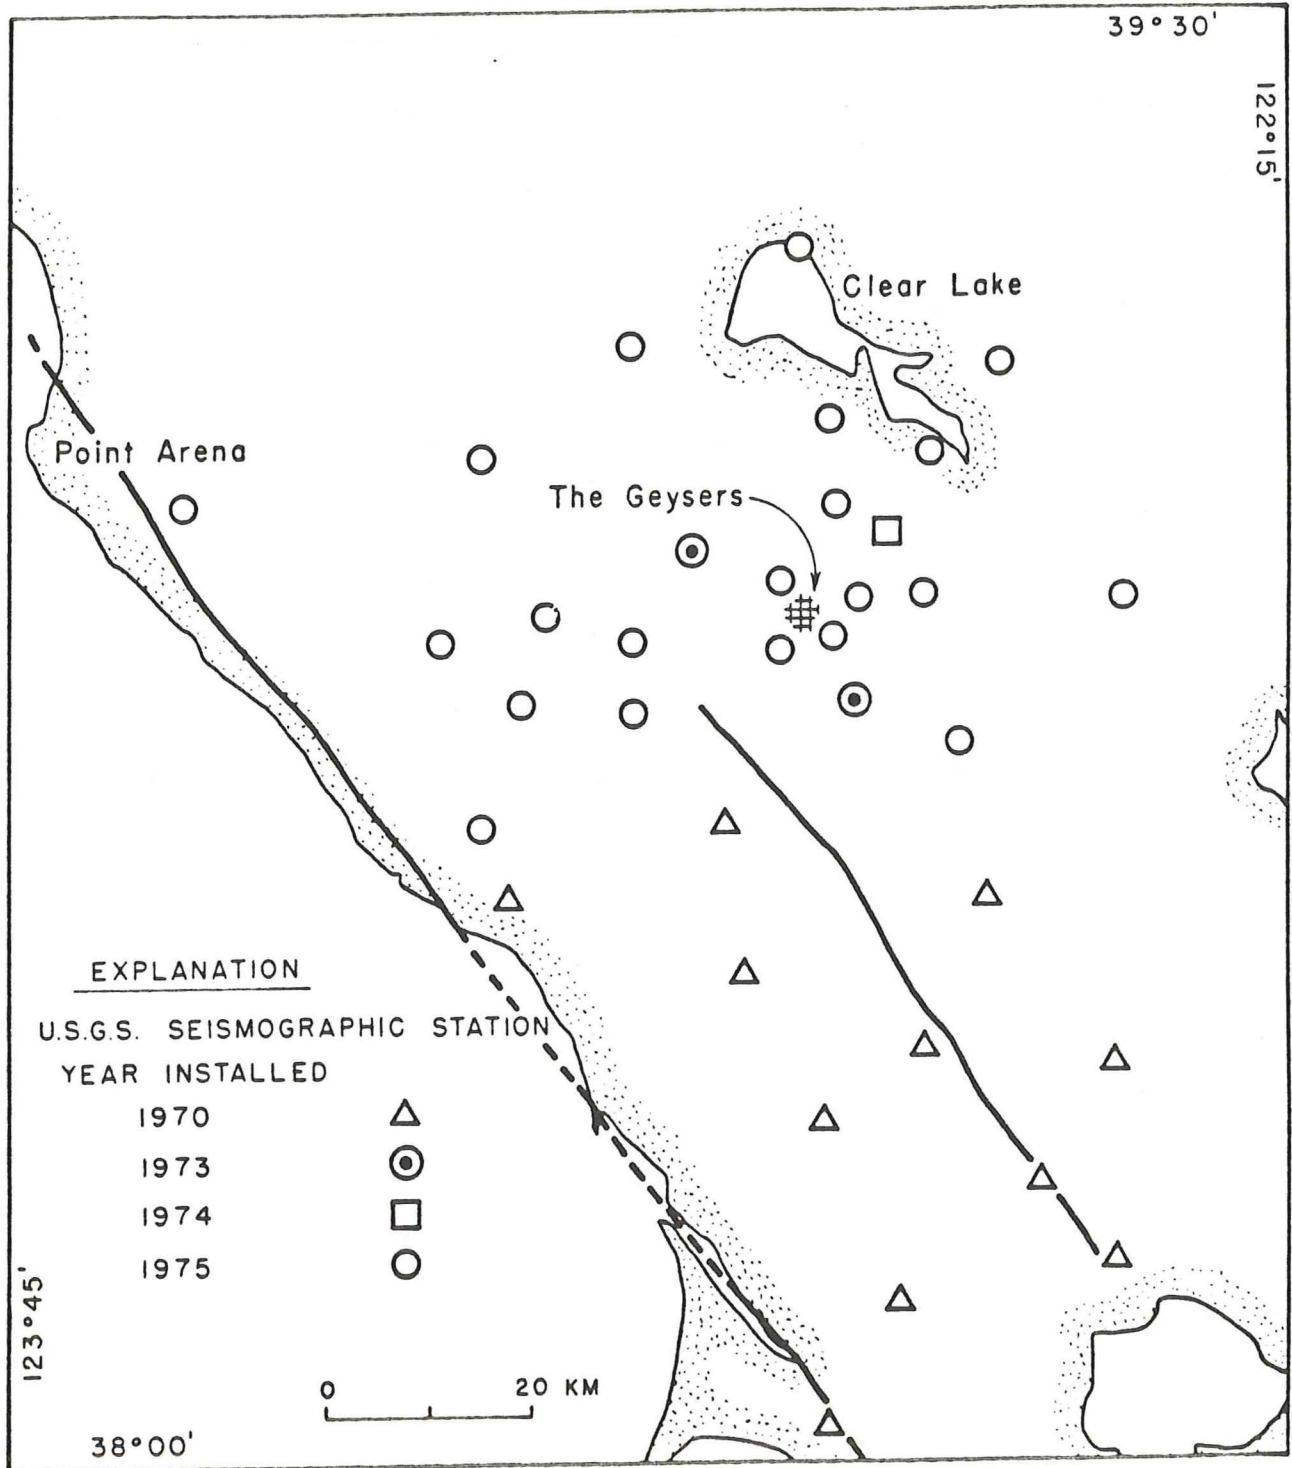 39°30'
122°15'
Clear Lake
Point Arena
The Geysers
EXPLANATION
U.S.G.S. SEISMOGRAPHIC STATION
YEAR INSTALLED
1970
1973
1974
1975
123°45'
0 20 KM
38°00'